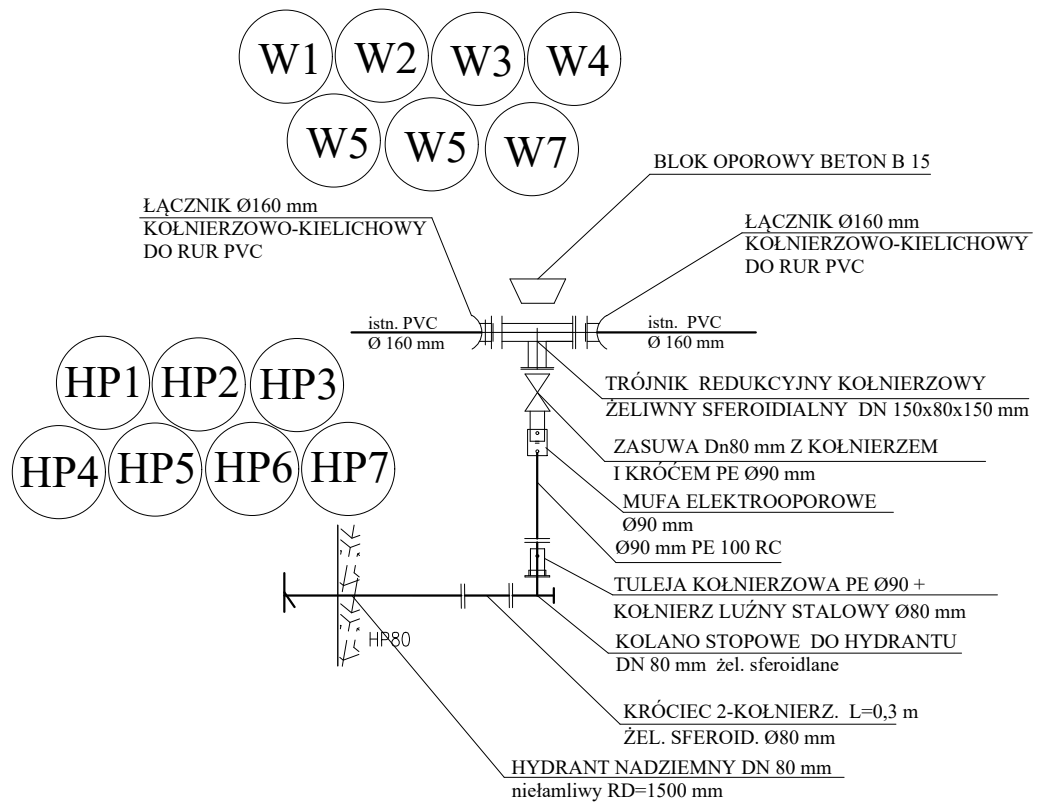 W1 W2 W3 W4
W5 W5 W7
BLOK OPOROWY BETON B 15
ŁĄCZNIK Ø160 mm
KOŁNIERZOWO-KIELICHOWY
DO RUR PVC
ŁĄCZNIK Ø160 mm
KOŁNIERZOWO-KIELICHOWY
DO RUR PVC
istn. PVC
Ø 160 mm
istn. PVC
Ø 160 mm
HP1 HP2 HP3
HP4 HP5 HP6 HP7
TRÓJNIK REDUKCYJNY KOŁNIERZOWY
ŻELIWNY SFEROIDIALNY DN 150x80x150 mm
ZASUWA Dn80 mm Z KOŁNIERZEM
I KRÓĆEM PE Ø90 mm
MUFA ELEKTROOPOROWE
Ø90 mm
Ø90 mm PE 100 RC
TULEJA KOŁNIERZOWA PE Ø90 +
KOŁNIERZ LUŹNY STALOWY Ø80 mm
HP80
KOLANO STOPOWE DO HYDRANTU
DN 80 mm żel. sferoidlane
KRÓCIEC 2-KOŁNIERZ. L=0,3 m
ŻEL. SFEROID. Ø80 mm
HYDRANT NADZIEMNY DN 80 mm
niełamliwy RD=1500 mm